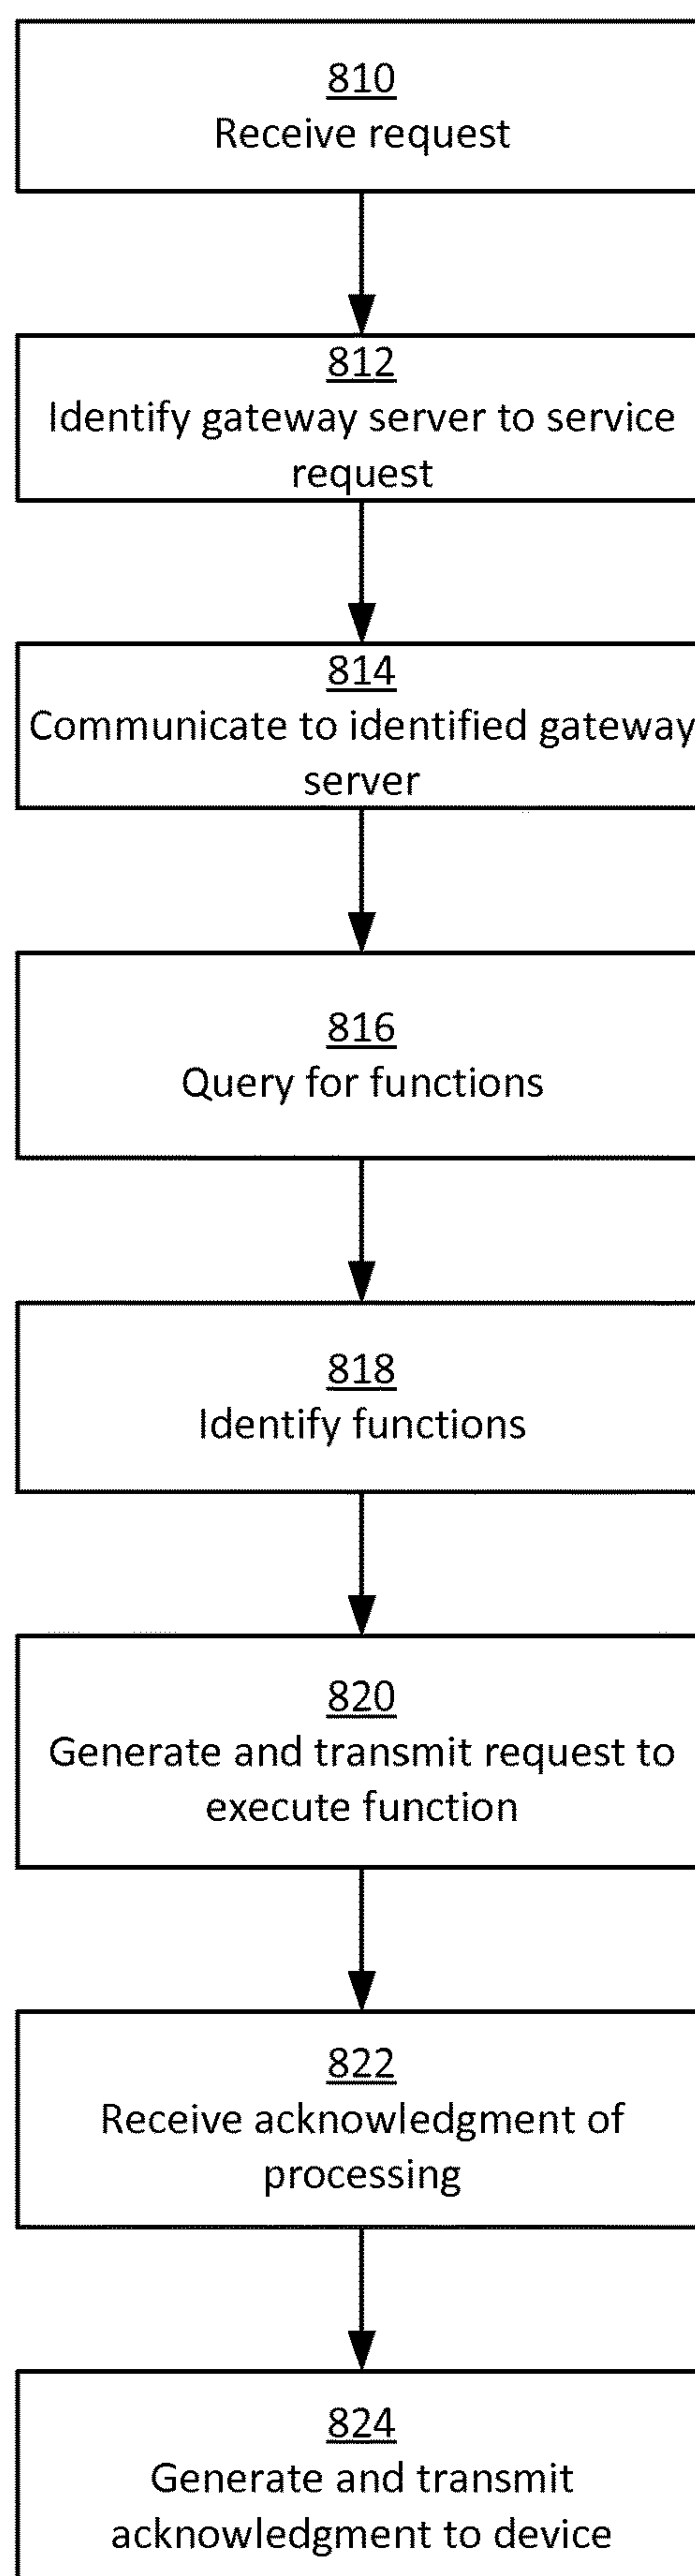 810
Receive request
812
Identify gateway server to service
request
814
Communicate to identified gateway
server
816
Query for functions
818
Identify functions
820
Generate and transmit request to
execute function
822
Receive acknowledgment of
processing
824
Generate and transmit
acknowledgment to device